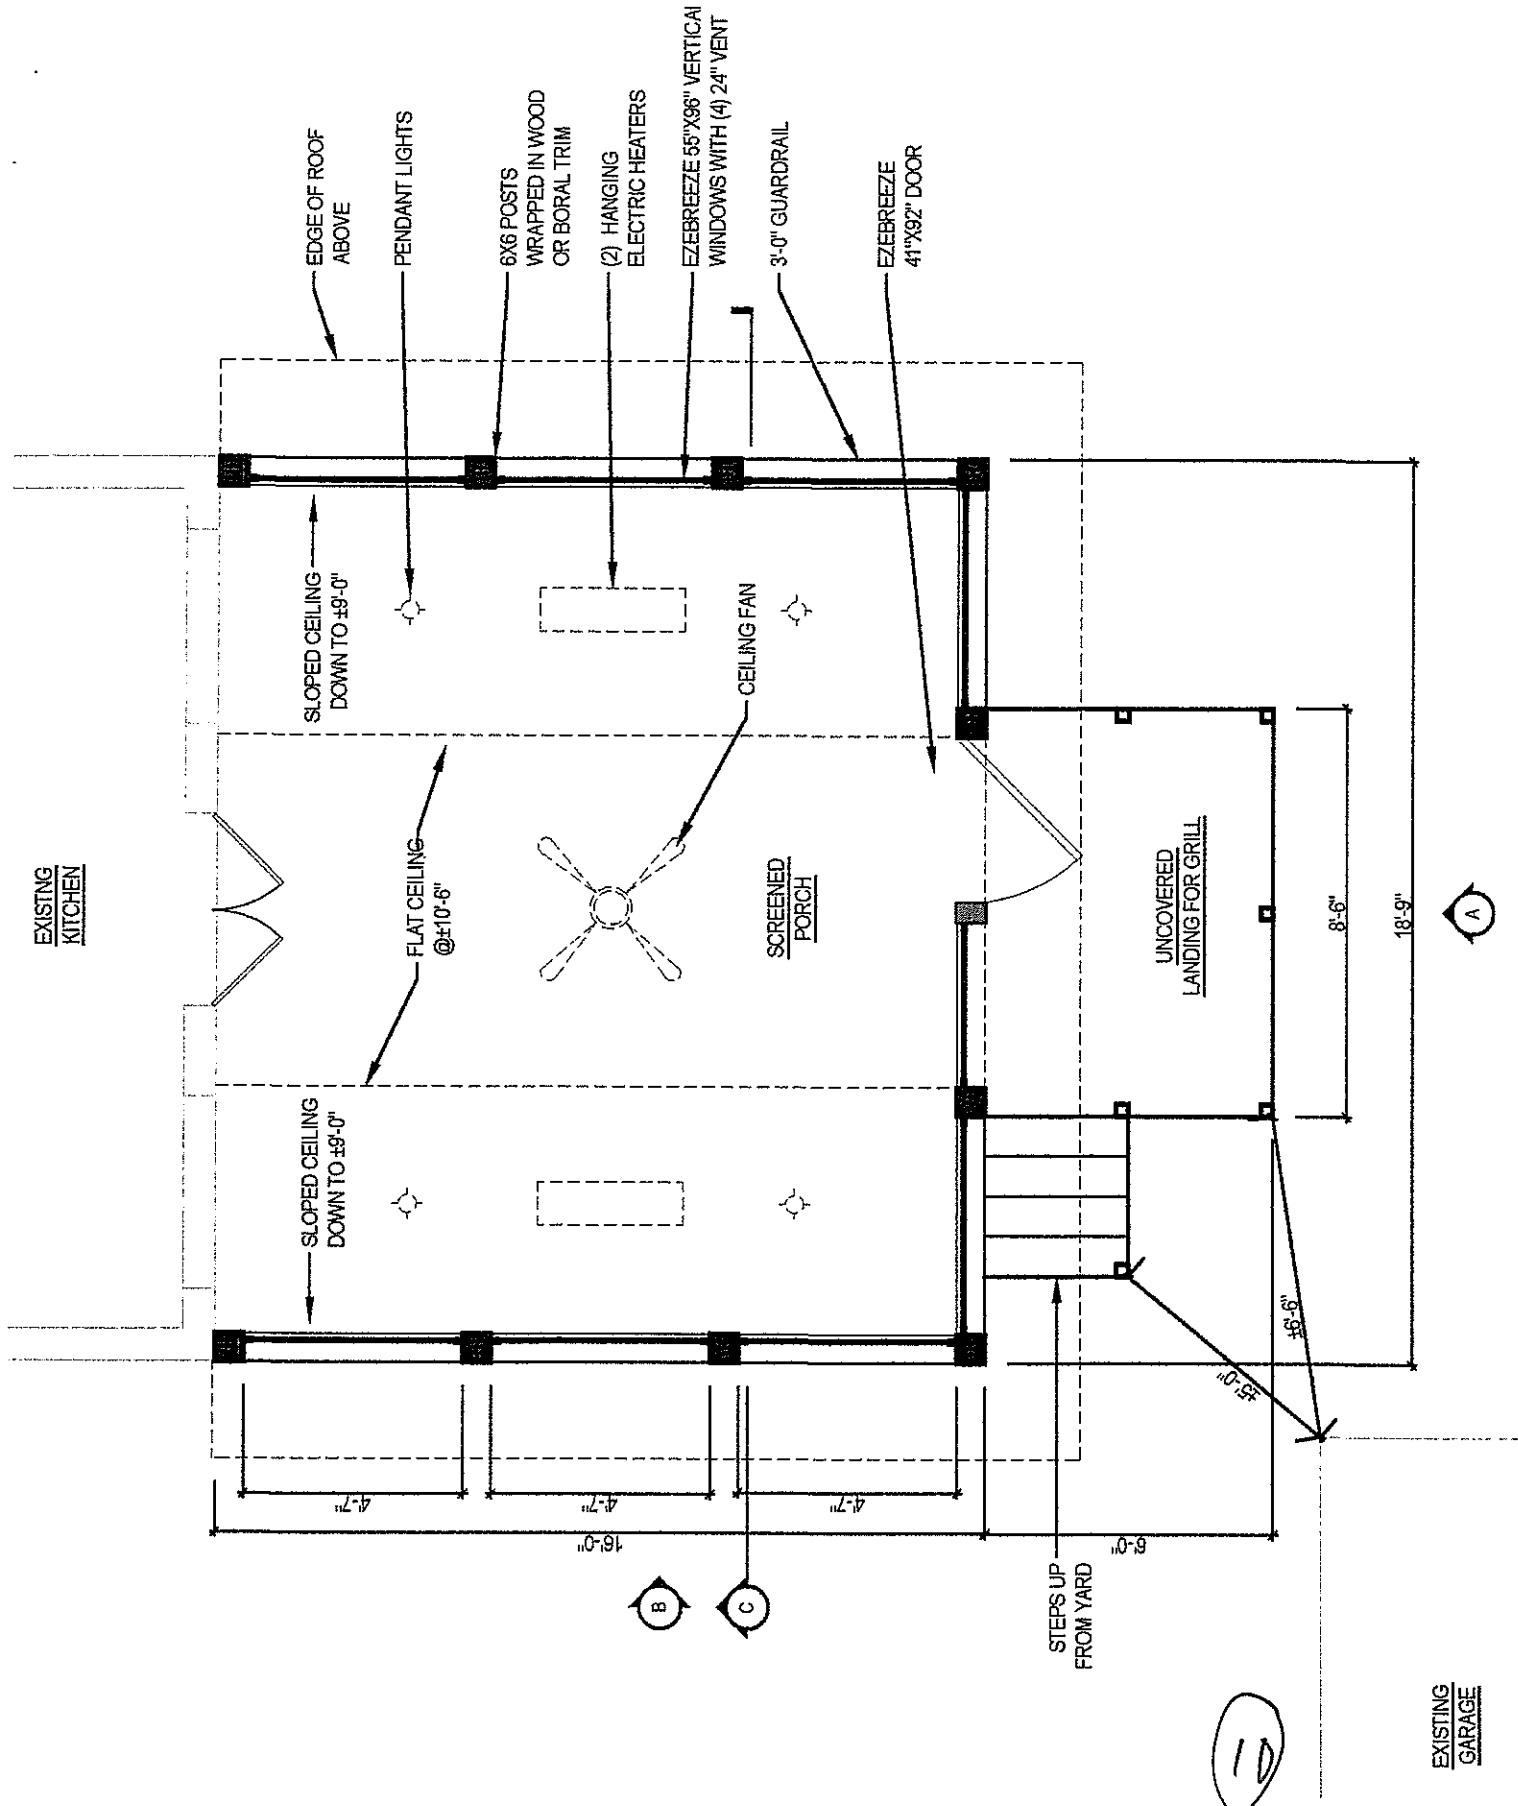 EXISTNG
KITCHEN
EDGE OF ROOF
ABOVE
PENDANT LIGHTS
6X6 POSTS
WRAPPED IN WOOD
OR BORAL TRIM
(2) HANGING
ELECTRIC HEATERS
EZEBREEZE 55"X96" VERTICAL
WINDOWS WITH (4) 24" VENT
3'-0" GUARDRAIL
EZEBREEZE
41"X92" DOOR
SLOPED CEILING
DOWN TO ±9'-0"
CEILING FAN
FLAT CEILING
@±10'-6"
SCREENED
PORCH
SLOPED CEILING
DOWN TO ±9'-0"
UNCOVERED
LANDING FOR GRILL
8'-6"
18'-9"
A
4'-7"
4'-7"
4'-7"
16'-0"
6'-0"
±5'-0"
±6'-6"
B
C
STEPS UP
FROM YARD
EXISTING
GARAGE
10